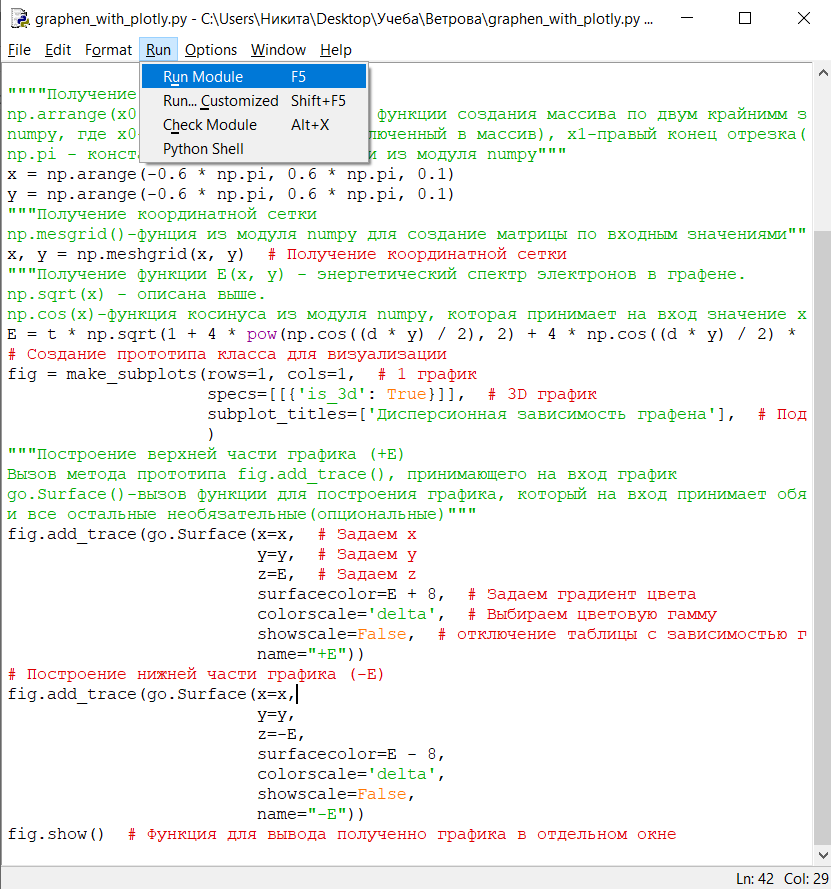 graphen_with_plotly.py - C:\Users\Никита\Desktop\Учеба\Ветрова\graphen_with_plotly.py ...
File Edit Format Run Options Window Help
Run Module F5
Run... Customized Shift+F5
Check Module Alt+X
Python Shell
""""Получение
np.arrange(x0 функции создания массива по двум крайнимм з
numpy, где x0 люченный в массив), x1-правый конец отрезка(
np.pi - конст и из модуля numpy"""
x = np.arange(-0.6 * np.pi, 0.6 * np.pi, 0.1)
y = np.arange(-0.6 * np.pi, 0.6 * np.pi, 0.1)
"""Получение координатной сетки
np.mesgrid()-фунция из модуля numpy для создание матрицы по входным значениями""
x, y = np.meshgrid(x, y)  # Получение координатной сетки
"""Получение функции E(x, y) - энергетический спектр электронов в графене.
np.sqrt(x) - описана выше.
np.cos(x)-функция косинуса из модуля numpy, которая принимает на вход значение x
E = t * np.sqrt(1 + 4 * pow(np.cos((d * y) / 2), 2) + 4 * np.cos((d * y) / 2) *
# Создание прототипа класса для визуализации
fig = make_subplots(rows=1, cols=1,  # 1 график
specs=[[{'is_3d': True}]],  # 3D график
subplot_titles=['Дисперсионная зависимость графена'],  # Под
)
"""Построение верхней части графика (+E)
Вызов метода прототипа fig.add_trace(), принимающего на вход график
go.Surface()-вызов функции для построения графика, который на вход принимает обя
и все остальные необязательные(опциональные)"""
fig.add_trace(go.Surface(x=x,  # Задаем x
y=y,  # Задаем y
z=E,  # Задаем z
surfacecolor=E + 8,  # Задаем градиент цвета
colorscale='delta',  # Выбираем цветовую гамму
showscale=False,  # отключение таблицы с зависимостью г
name="+E"))
# Построение нижней части графика (-E)
fig.add_trace(go.Surface(x=x,
y=y,
z=-E,
surfacecolor=E - 8,
colorscale='delta',
showscale=False,
name="-E"))
fig.show()  # Функция для вывода полученно графика в отдельном окне
Ln: 42 Col: 29